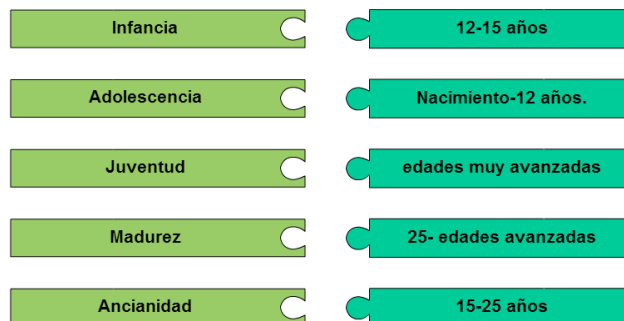 Infancia
12-15 años
Adolescencia
Nacimiento-12 años.
Juventud
edades muy avanzadas
Madurez
25- edades avanzadas
Ancianidad
15-25 años